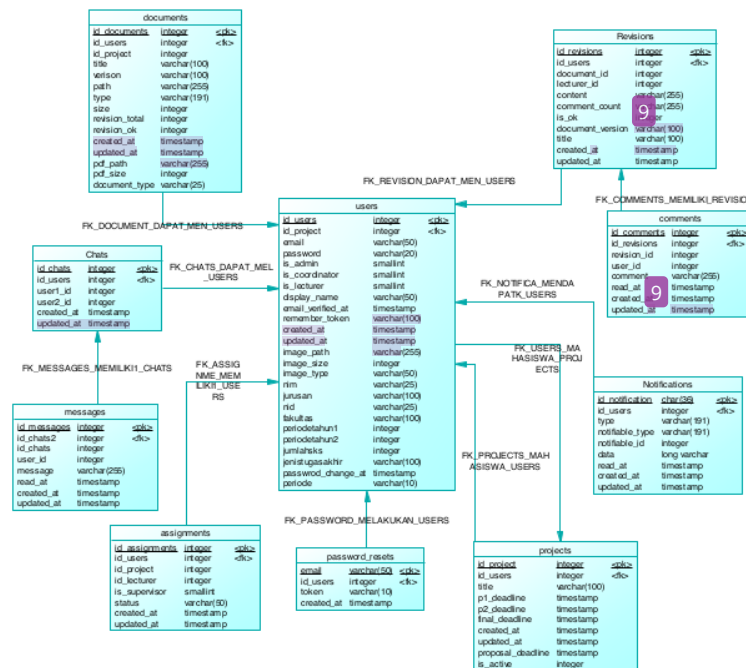 documents
id_documents integer <pk>
id_users integer <fk>
id_project integer
title varchar(100)
verison varchar(100)
path varchar(255)
type varchar(191)
size integer
revision_total integer
revision_ok integer
created_at timestamp
updated_at timestamp
pdf_path varchar(255)
pdf_size integer
document_type varchar(25)
FK_DOCUMENT_DAPAT_MEN_USERS
Revisions
id_revisions integer <pk>
id_users integer <fk>
document_id integer
lecturer_id integer
content varchar(255)
comment_count (255)
is_ok
9
document_version varchar(100)
title varchar(100)
created_at timestamp
updated_at timestamp
FK_REVISION_DAPAT_MEN_USERS
FK_COMMENTS_MEMILIKI_REVISION
users
id_users integer <pk>
id_project integer <fk>
email varchar(50)
password varchar(20)
is_admin smallint
is_coordinator smallint
is_lecturer smallint
display_name varchar(50)
email_verified_at timestamp
remember_token varchar(100)
created_at timestamp
updated_at timestamp
image_path varchar(255)
image_size integer
image_type varchar(50)
nim varchar(25)
jurusan varchar(100)
nid varchar(25)
fakultas varchar(100)
periodetahun1 integer
periodetahun2 integer
jumlahsks integer
jenistugasakhir varchar(100)
passwrod_change_at timestamp
periode varchar(10)
comments
id_comments integer <pk>
id_revisions integer <fk>
revision_id integer
user_id integer
comment varchar(255)
read_at timestamp
created_ timestamp
updated_at timestamp
9
Chats
id_chats integer <pk>
id_users integer <fk>
user1_id integer
user2_id integer
created_at timestamp
updated_at timestamp
FK_CHATS_DAPAT_MEL
_USERS
FK_NOTIFICA_MENDA
PATK_USERS
FK_USERS_MA
HASISWA_PROJ
ECTS
FK_MESSAGES_MEMILIKI1_CHATS
FK_ASSIG
NME_MEM
ILIKI1_USE
RS
messages
id_messages integer <pk>
id_chats2 integer <fk>
id_chats integer
user_id integer
message varchar(255)
read_at timestamp
created_at timestamp
updated_at timestamp
Notifications
id_notification char(36) <pk>
id_users integer <fk>
type varchar(191)
notifiable_type varchar(191)
notifiable_id integer
data long varchar
read_at timestamp
created_at timestamp
updated_at timestamp
FK_PROJECTS_MAH
ASISWA_USERS
FK_PASSWORD_MELAKUKAN_USERS
assignments
id_assignments integer <pk>
id_users integer <fk>
id_project integer
id_lecturer integer
is_supervisor smallint
status varchar(50)
created_at timestamp
updated_at timestamp
password_resets
email varchar(50) <pk>
id_users integer <fk>
token varchar(10)
created_at timestamp
projects
id_project integer <pk>
id_users integer <fk>
title varchar(100)
p1_deadline timestamp
p2_deadline timestamp
final_deadline timestamp
created_at timestamp
updated_at timestamp
proposal_deadline timestamp
is_active integer